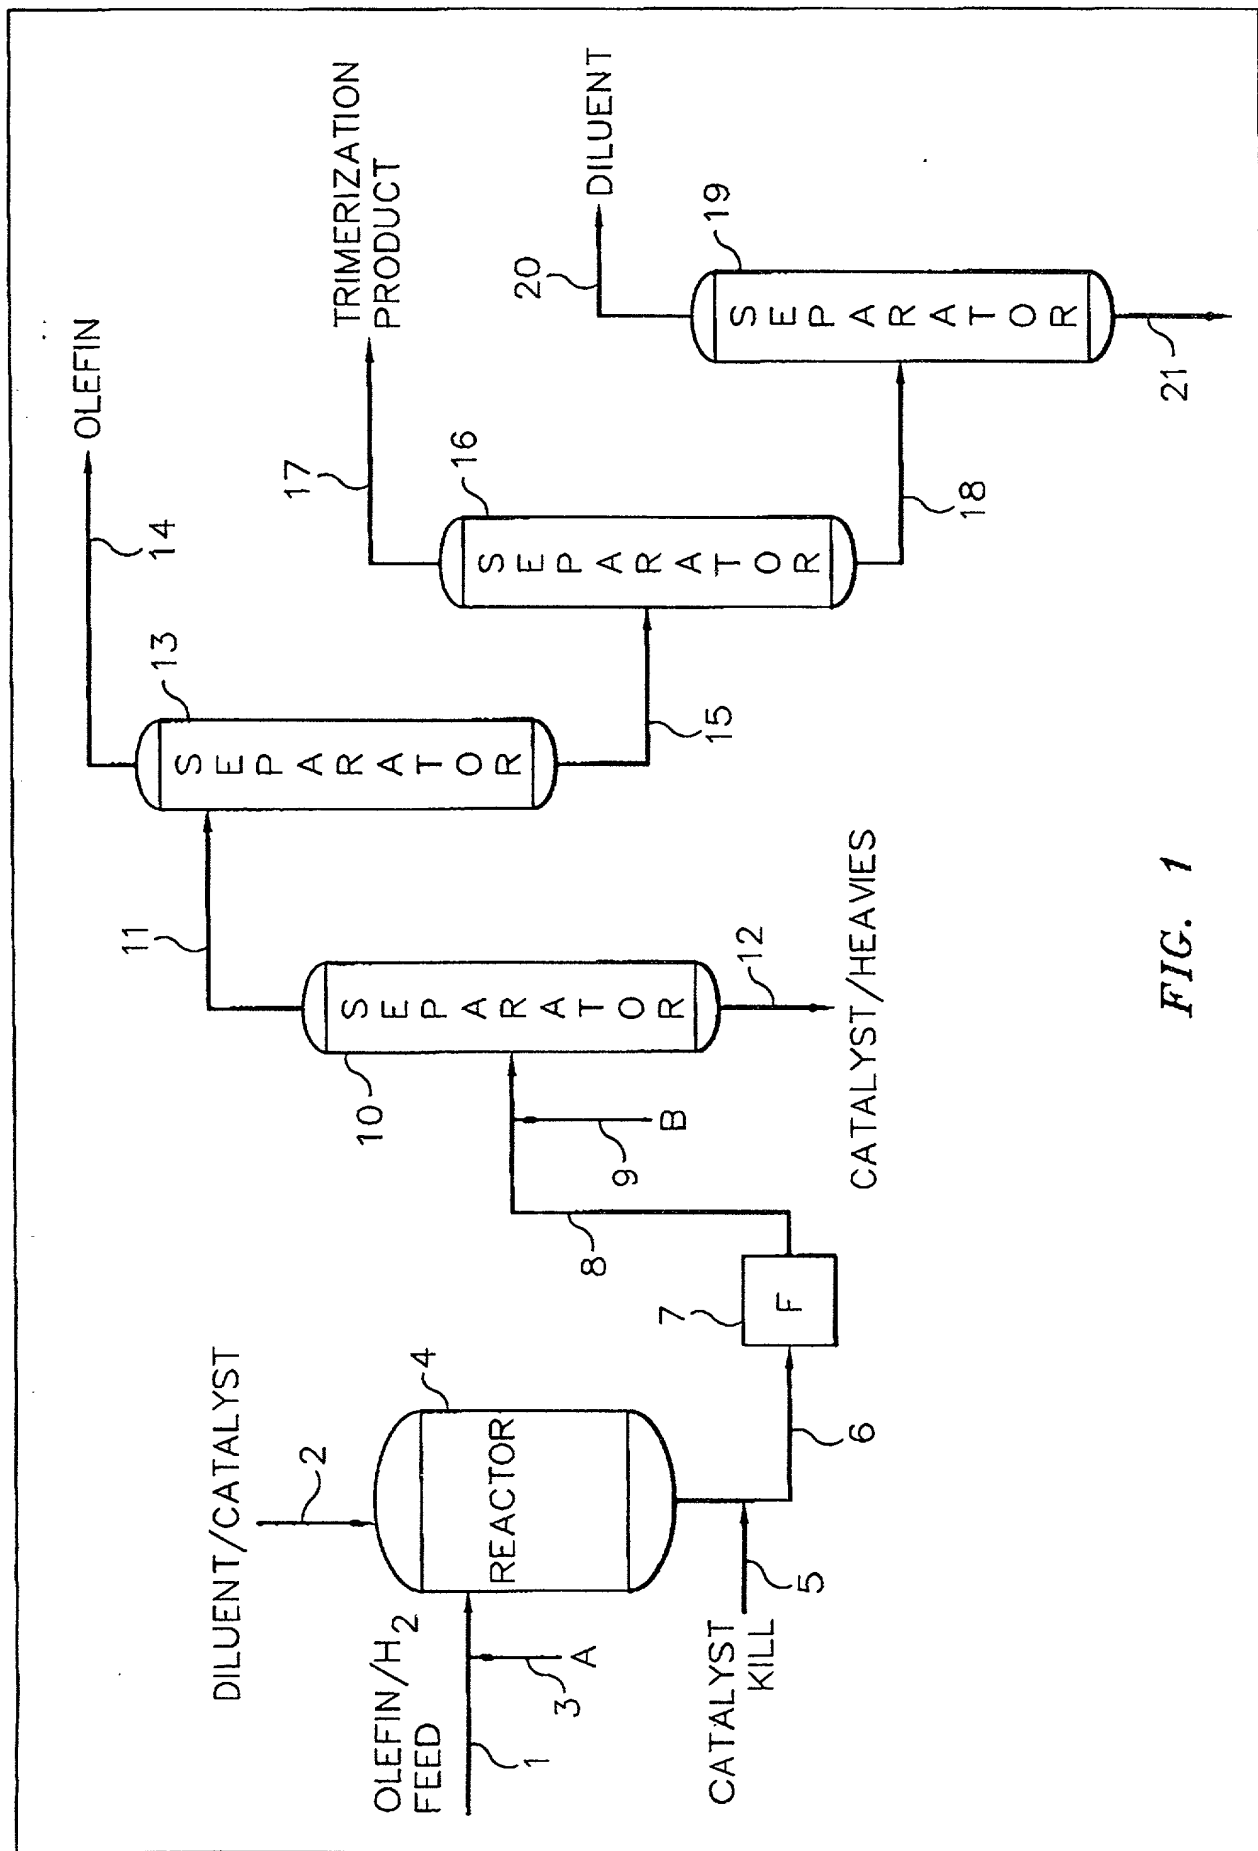 OLEFIN/H2
FEED
1
A
3
DILUENT/CATALYST
2
REACTOR
4
CATALYST
KILL
5
6
7
F
8
B
9
10
SEPARATOR
11
12
CATALYST/HEAVIES
13
SEPARATOR
14
OLEFIN
15
16
SEPARATOR
17
TRIMERIZATION
PRODUCT
18
19
SEPARATOR
20
DILUENT
21
FIG. 1